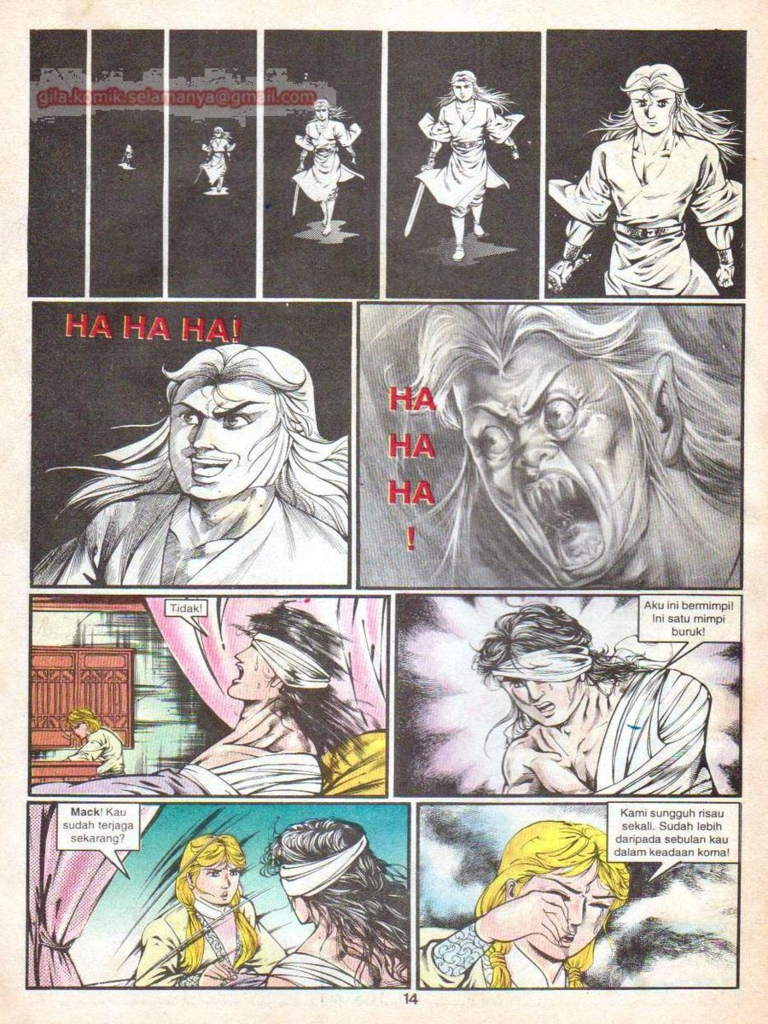 gila.komik.selamanya@gmail.com
HA HA HA!
HA
HA
HA
!
Tidak!
Aku ini bermimpi!
Ini satu mimpi
buruk!
Mack! Kau
sudah terjaga
sekarang?
Kami sungguh risau
sekali. Sudah lebih
daripada sebulan kau
dalam keadaan koma!
14